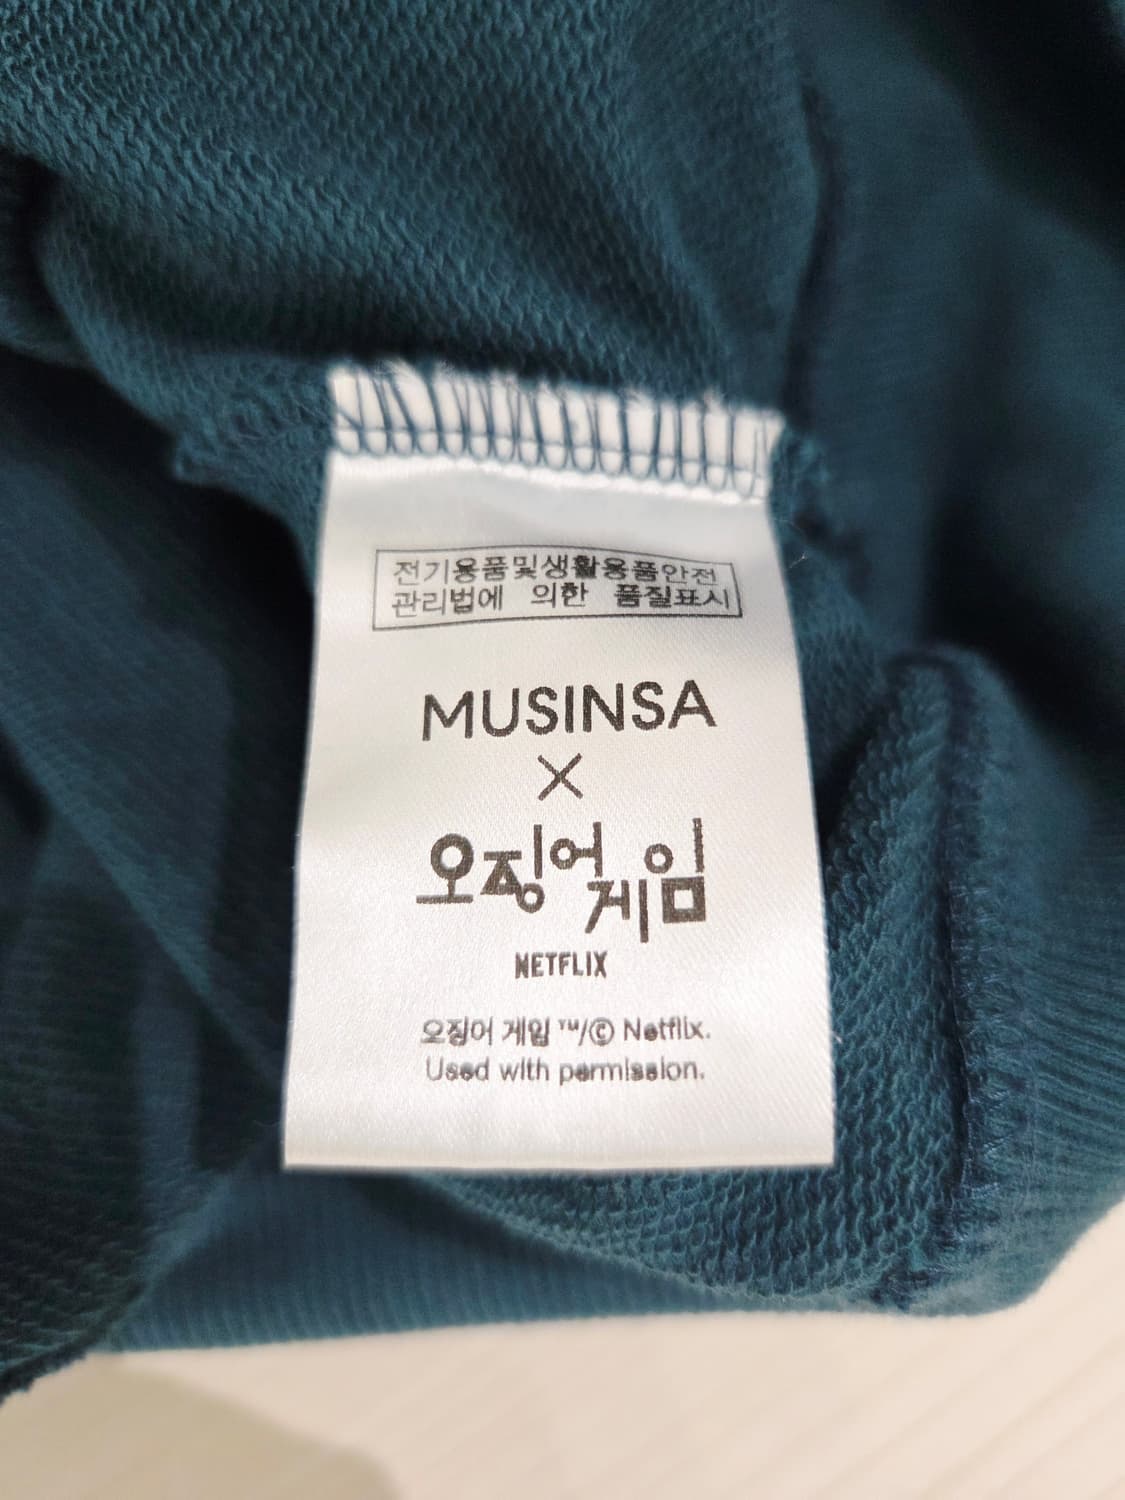 전기용품및생활용품안전
관리법에 의한 품질표시
MUSINSA
×
오징어
게임
NETFLIX
오징어 게임 ™/© Netflix.
Used with permission.